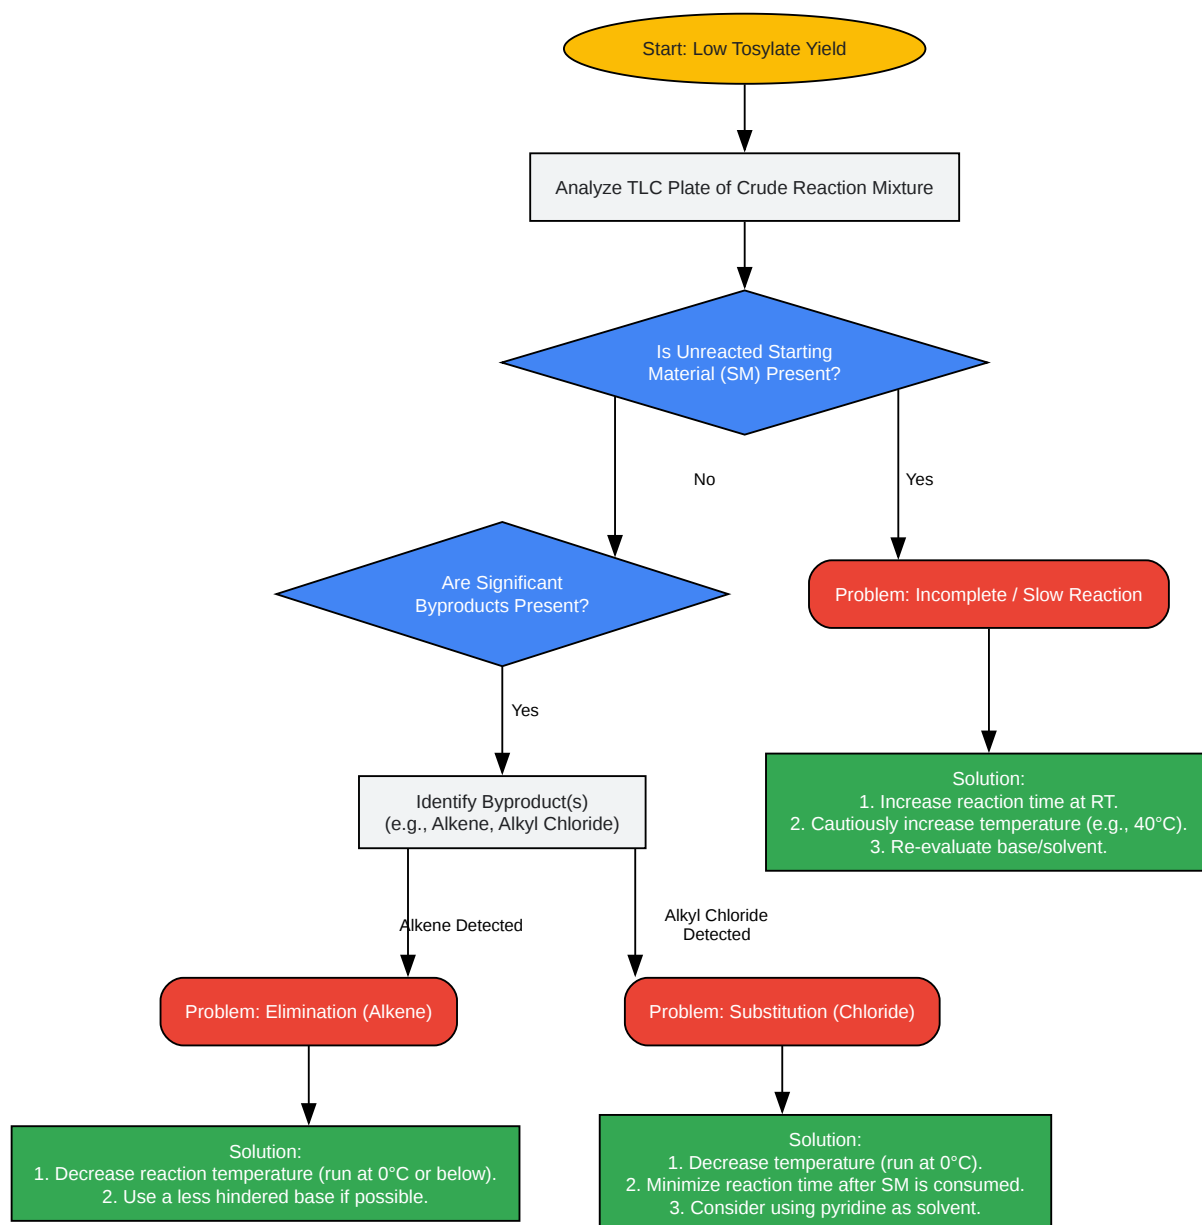 Start: Low Tosylate Yield
Analyze TLC Plate of Crude Reaction Mixture
Is Unreacted Starting
Material (SM) Present?
No
Yes
Are Significant
Byproducts Present?
Problem: Incomplete / Slow Reaction
Yes
Identify Byproduct(s)
(e.g., Alkene, Alkyl Chloride)
Solution:
1. Increase reaction time at RT.
2. Cautiously increase temperature (e.g., 40°C).
3. Re-evaluate base/solvent.
Alkene Detected
Alkyl Chloride
Detected
Problem: Elimination (Alkene)
Problem: Substitution (Chloride)
Solution:
1. Decrease reaction temperature (run at 0°C or below).
2. Use a less hindered base if possible.
Solution:
1. Decrease temperature (run at 0°C).
2. Minimize reaction time after SM is consumed.
3. Consider using pyridine as solvent.